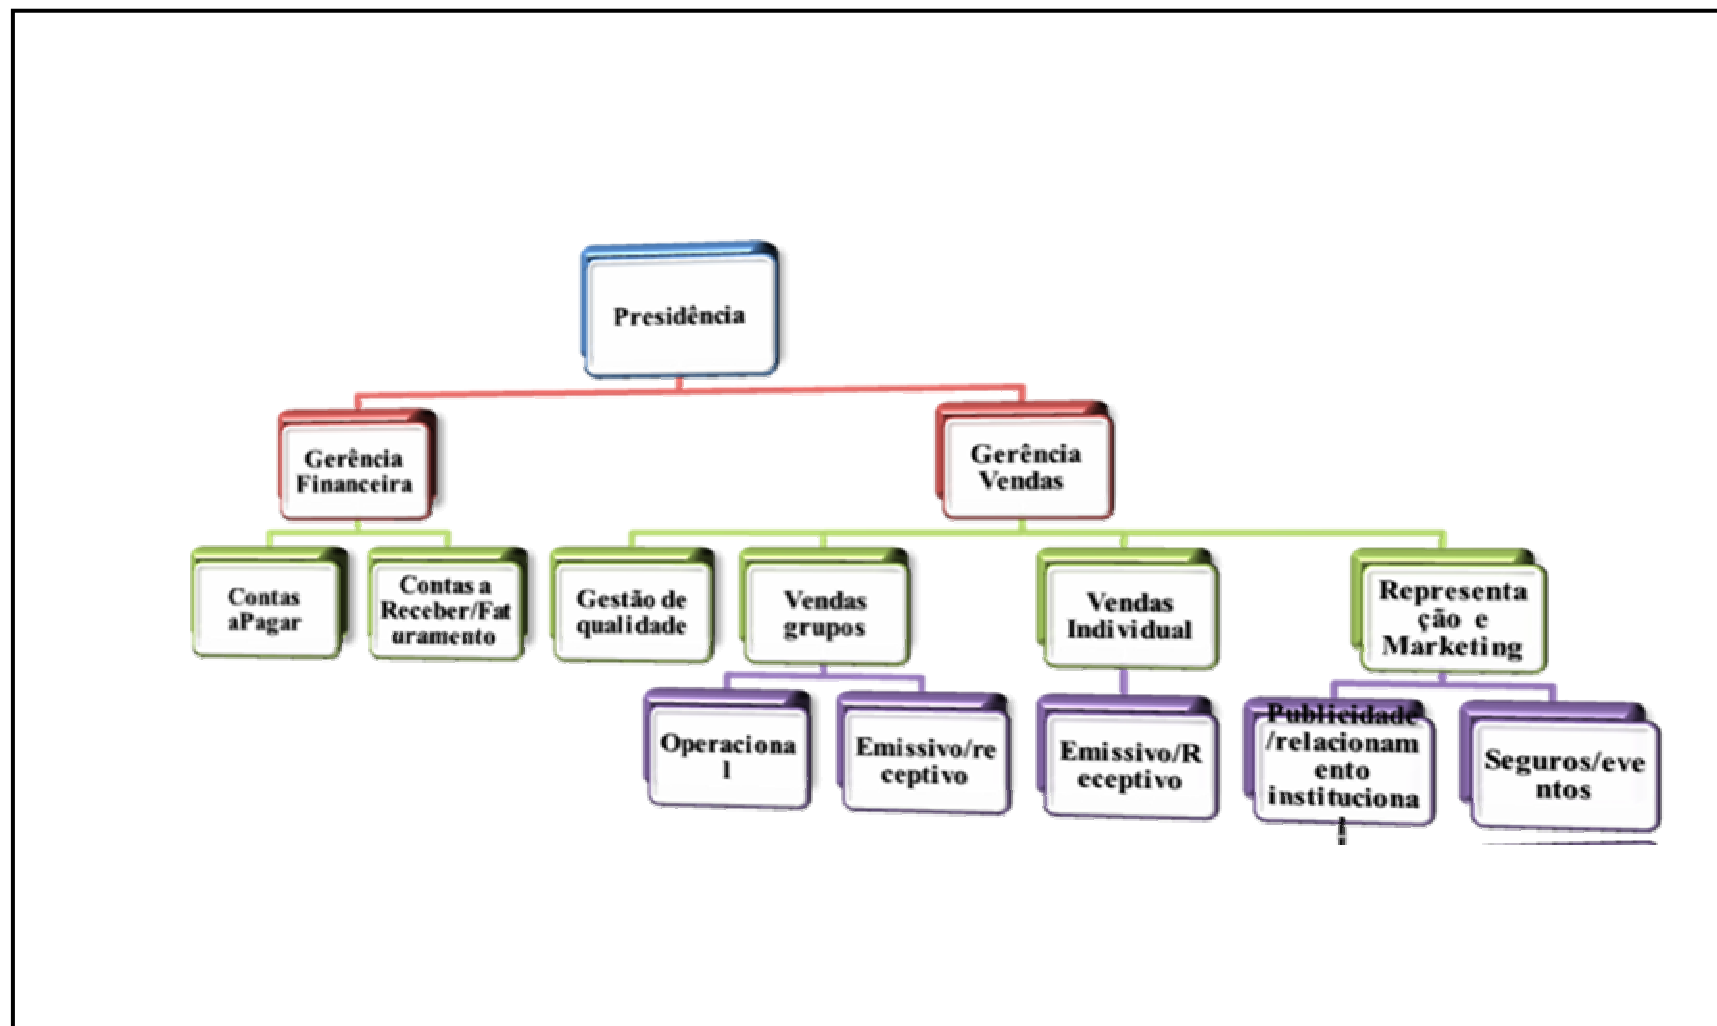 Presidência
Gerência
Financeira
Gerência
Vendas
Contas
aPagar
Contas a
Receber/Fat
uramento
Gestão de
qualidade
Vendas
grupos
Vendas
Individual
Representa
ção e
Marketing
Operaciona
l
Emissivo/re
ceptivo
Emissivo/R
eceptivo
Publicidade
/relacionam
ento
instituciona
l
Seguros/eve
ntos